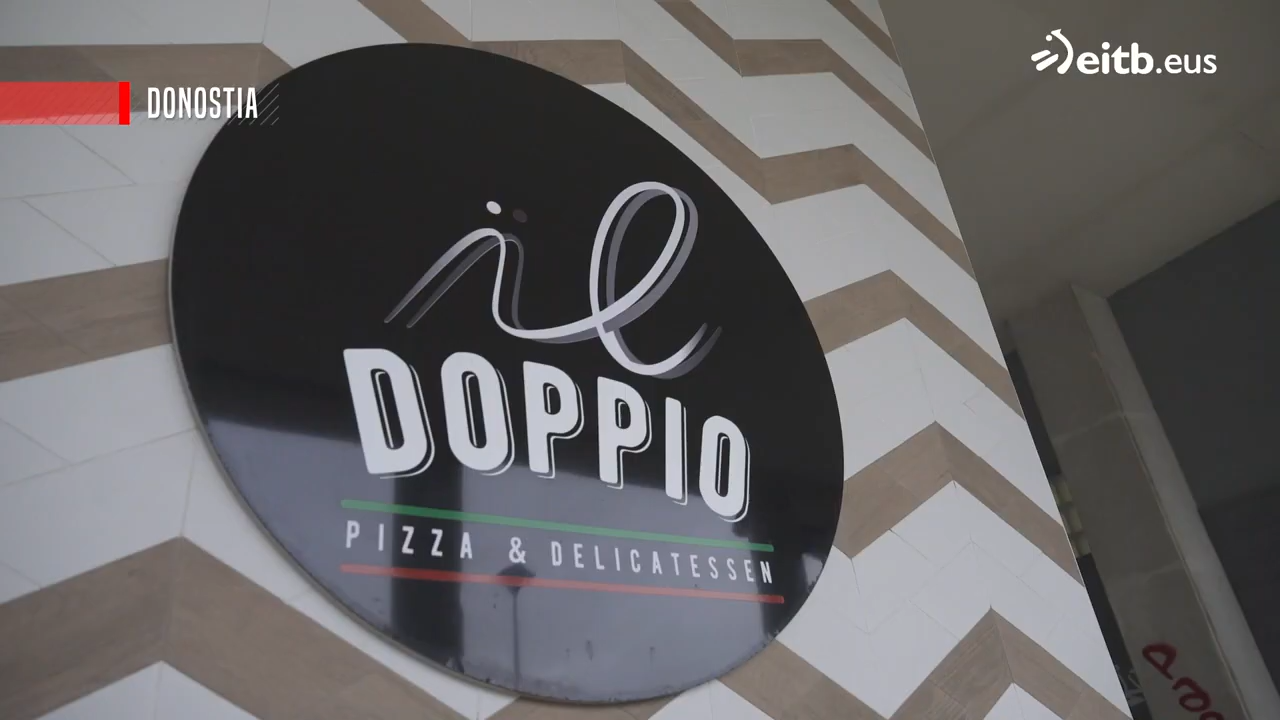 eitb.eus
DONOSTIA
il
DOPPIO
PIZZA & DELICATESSEN